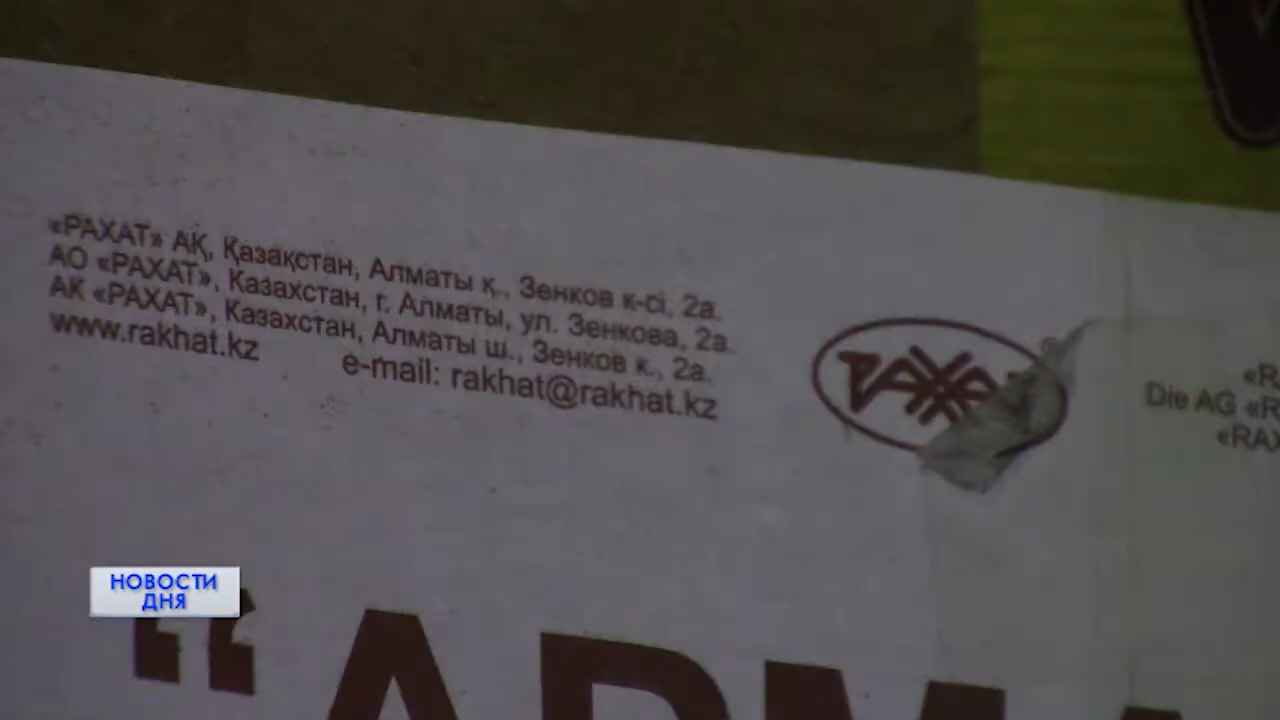 «РАХАТ» АҚ, Қазақстан, Алматы қ., Зенков к-сі, 2а.
АО «РАХАТ», Казахстан, г. Алматы, ул. Зенкова, 2а.
АК «РАХАТ», Казахстан, Алматы ш., Зенков к., 2а.
www.rakhat.kz e-mail: rakhat@rakhat.kz
Die AG
НОВОСТИ
ДНЯ